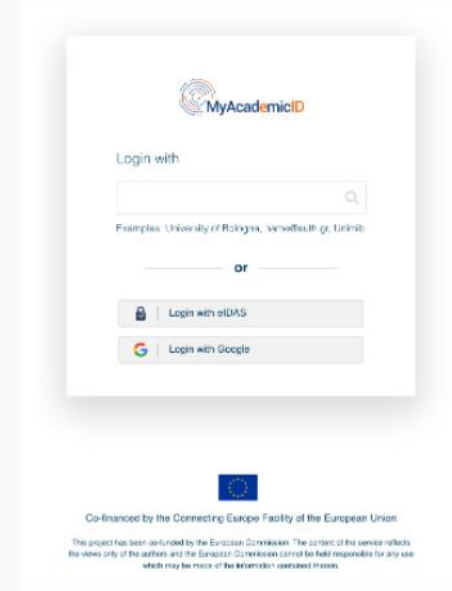 MyAcademicID
Login with
Examples: University of Bologna, name@auth.gr, Unimib
or
Login with eIDAS
Login with Google
Co-financed by the Connecting Europe Facility of the European Union
This project has been co-funded by the European Commission. The content of the service reflects
the views only of the authors and the European Commission cannot be held responsible for any use
which may be made of the information contained therein.